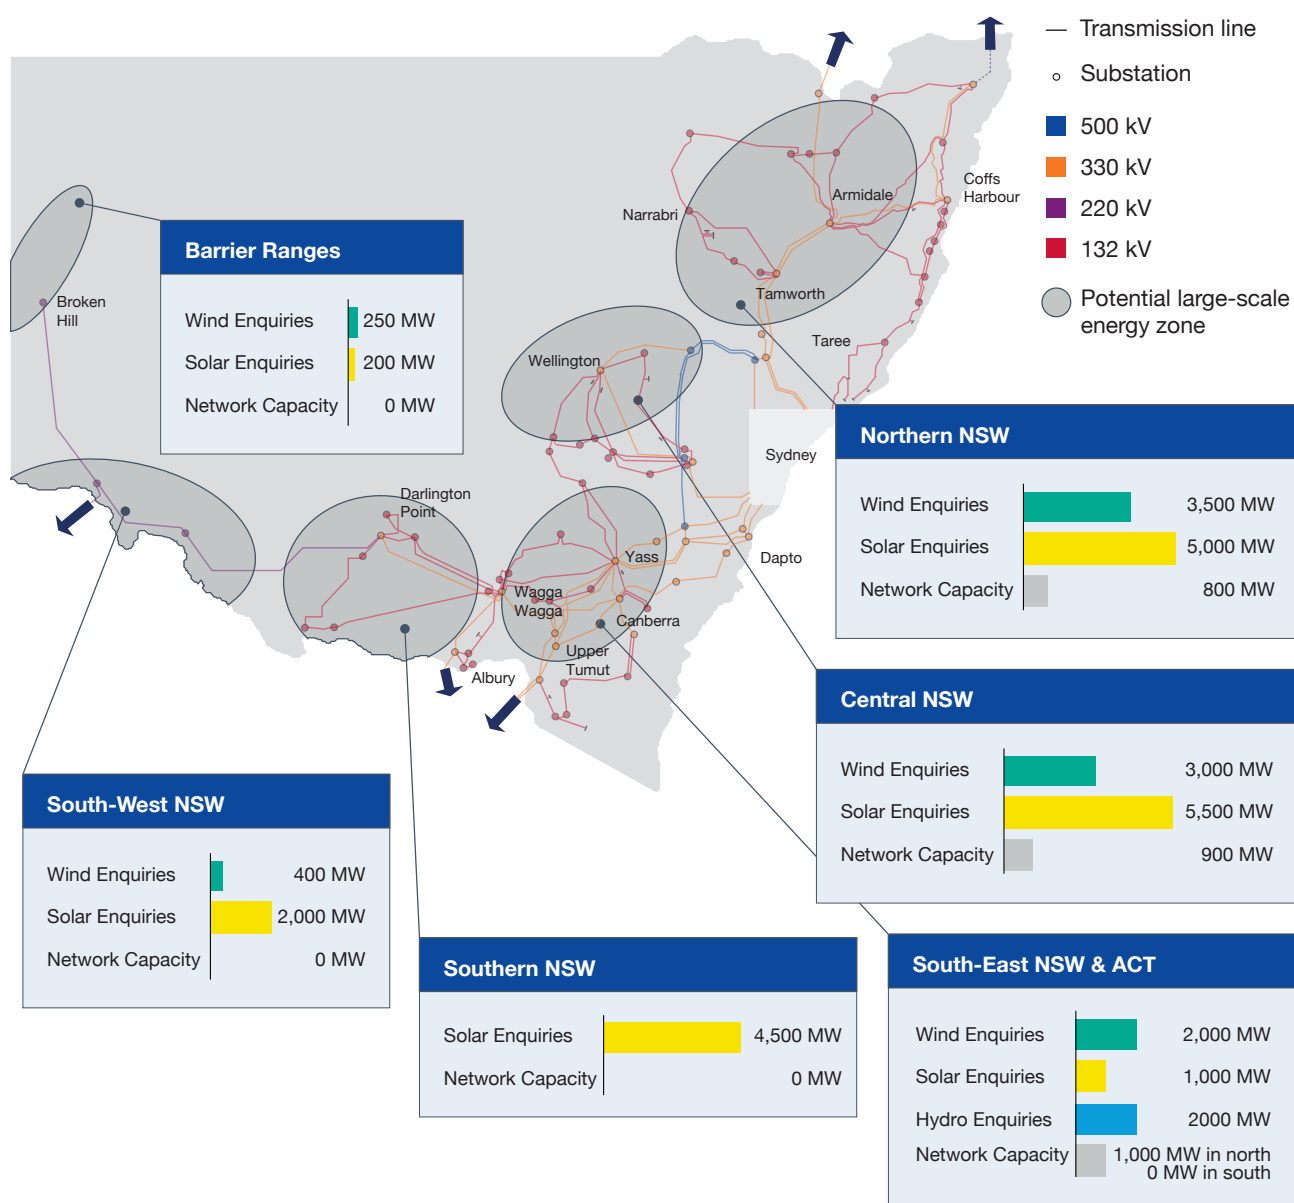 Transmission line
Substation
500 kV
330 kV
220 kV
132 kV
Potential large-scale
energy zone
Coffs
Harbour
Armidale
Narrabri
Tamworth
Taree
Broken
Hill
Wellington
Sydney
Darlington
Point
Yass
Dapto
Wagga
Wagga
Canberra
Upper
Tumut
Albury
Barrier Ranges
Wind Enquiries 250 MW
Solar Enquiries 200 MW
Network Capacity 0 MW
Northern NSW
Wind Enquiries 3,500 MW
Solar Enquiries 5,000 MW
Network Capacity 800 MW
Central NSW
Wind Enquiries 3,000 MW
Solar Enquiries 5,500 MW
Network Capacity 900 MW
South-West NSW
Wind Enquiries 400 MW
Solar Enquiries 2,000 MW
Network Capacity 0 MW
Southern NSW
Solar Enquiries 4,500 MW
Network Capacity 0 MW
South-East NSW & ACT
Wind Enquiries 2,000 MW
Solar Enquiries 1,000 MW
Hydro Enquiries 2000 MW
Network Capacity 1,000 MW in north
0 MW in south